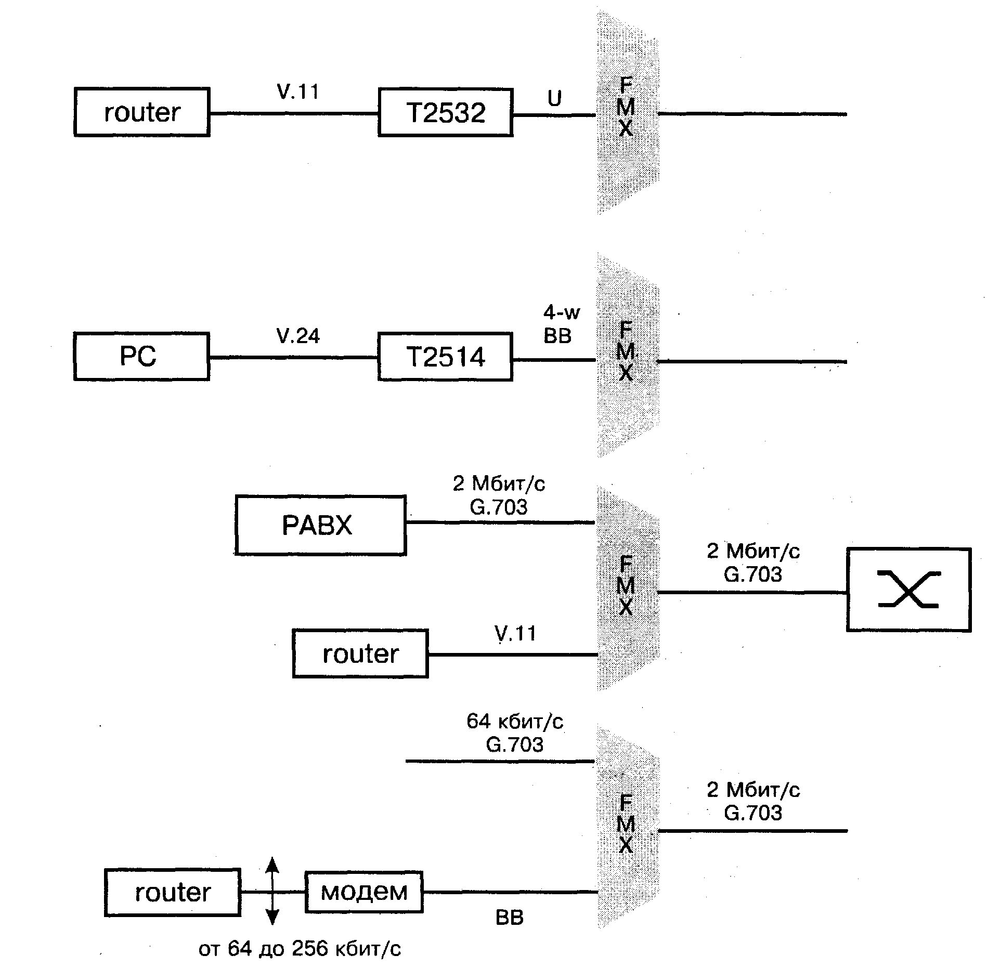 V.11
router
T2532
U
F
M
X
V.24
PC
T2514
4-w
BB
F
M
X
2 Мбит/с
G.703
PABX
F
M
X
2 Мбит/с
G.703
V.11
router
64 кбит/с
G.703
F
M
X
2 Мбит/с
G.703
router
модем
BB
от 64 до 256 кбит/с